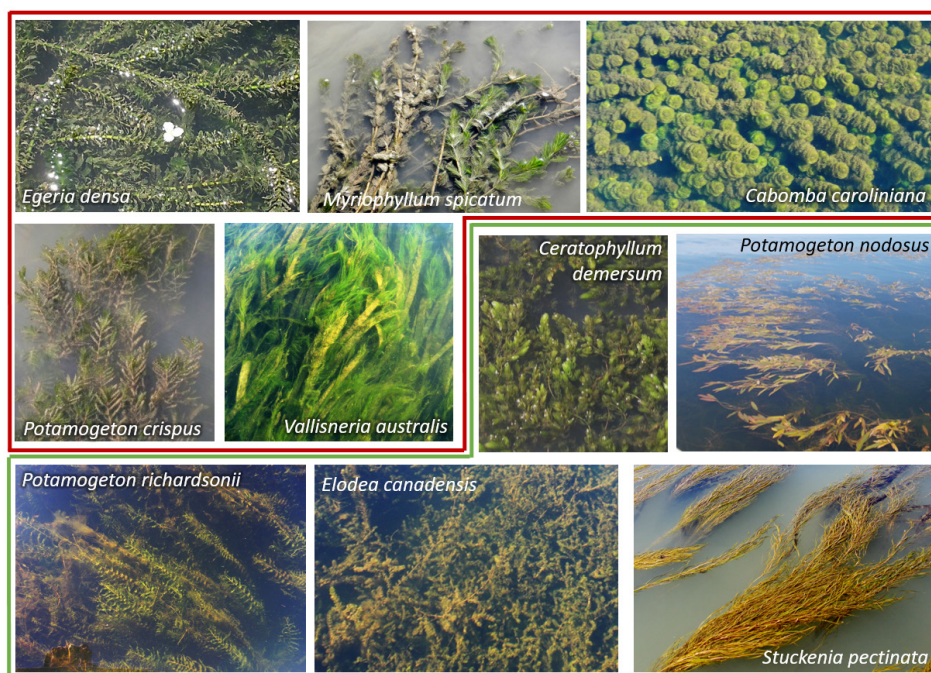 Egeria densa
Myriophyllum spicatum
Cabomba caroliniana
Potamogeton crispus
Vallisneria australis
Ceratophyllum
demersum
Potamogeton nodosus
Potamogeton richardsonii
Elodea canadensis
Stuckenia pectinata